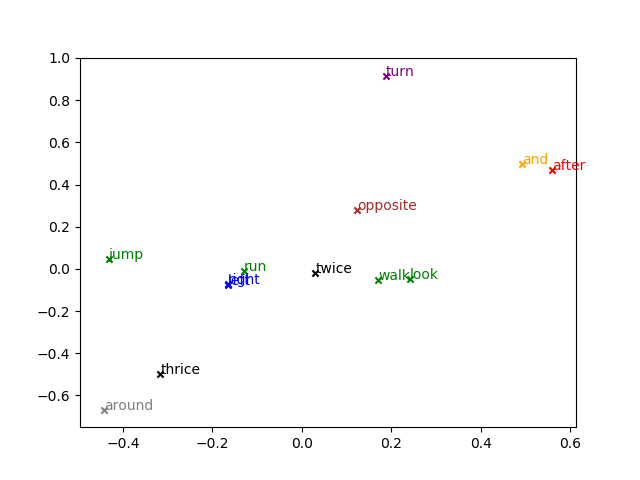 1.0
turn
0.8
0.6
and
after
0.4
opposite
0.2
jump
run
twice
0.0
walk
look
right
−0.2
−0.4
thrice
−0.6
around
−0.4
−0.2
0.0
0.2
0.4
0.6